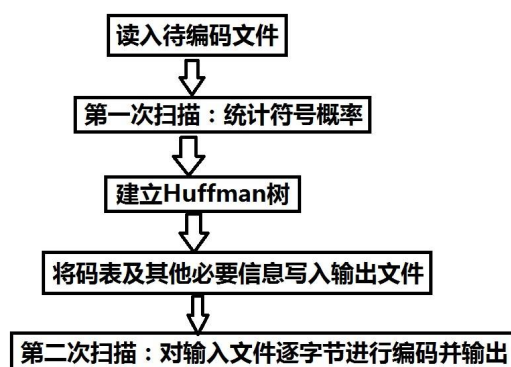 读入待编码文件
第一次扫描：统计符号概率
建立Huffman树
将码表及其他必要信息写入输出文件
第二次扫描：对输入文件逐字节进行编码并输出